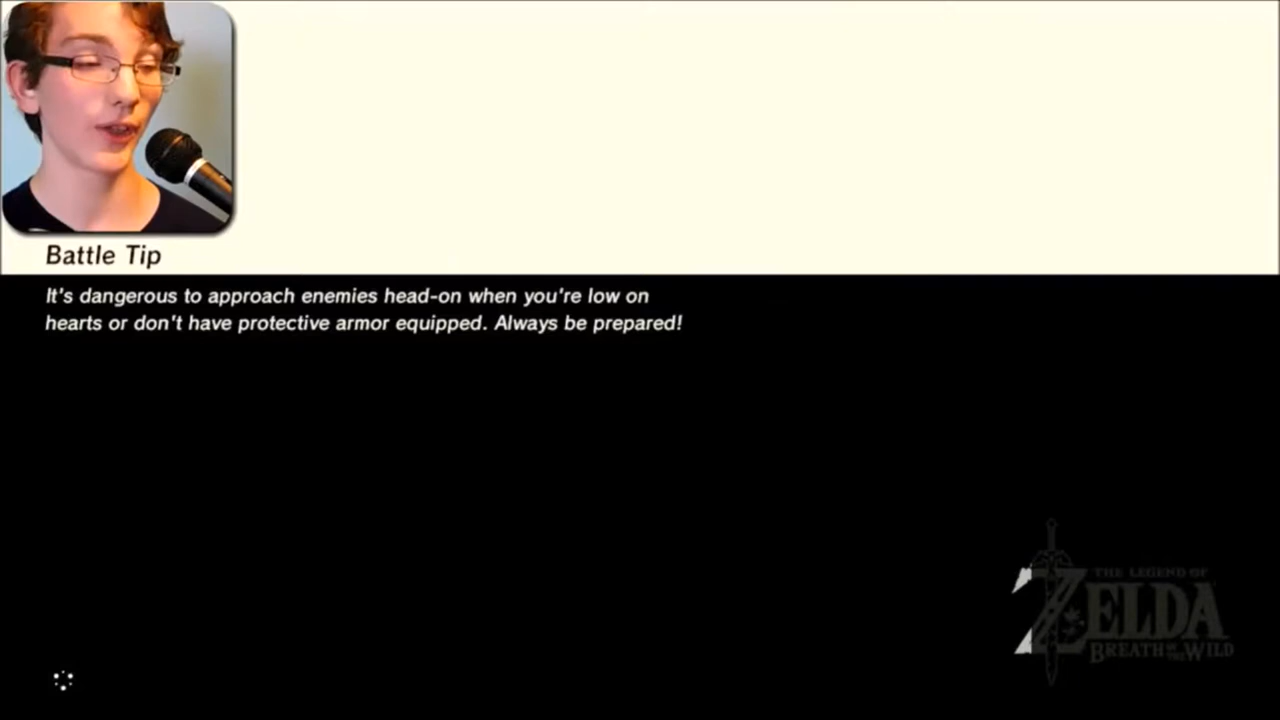 Battle Tip
It's dangerous to approach enemies head-on when you're low on
hearts or don't have protective armor equipped. Always be prepared!
THE LEGEND OF
ZELDA
BREATH OF THE WILD